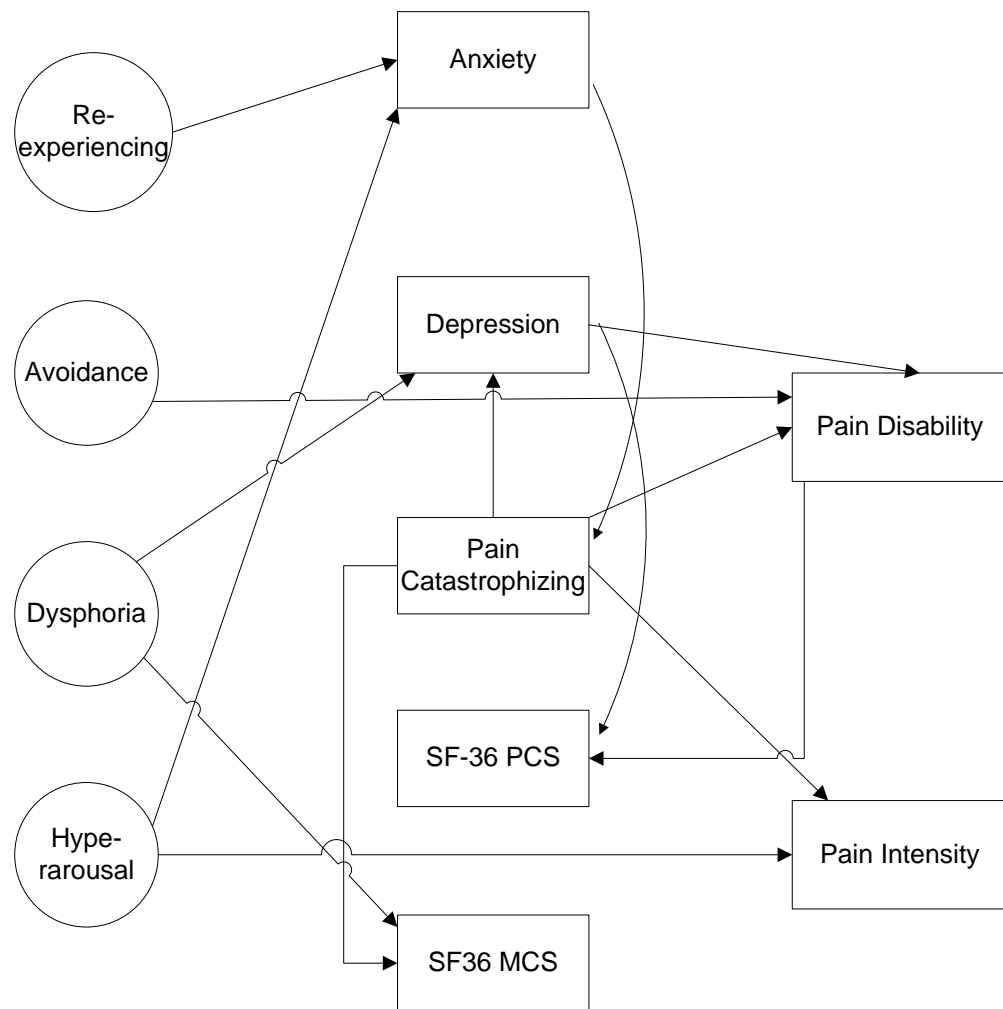 Anxiety
Re-
experiencing
Depression
Avoidance
Pain Disability
Pain
Catastrophizing
Dysphoria
SF-36 PCS
Hype-
rarousal
Pain Intensity
SF36 MCS